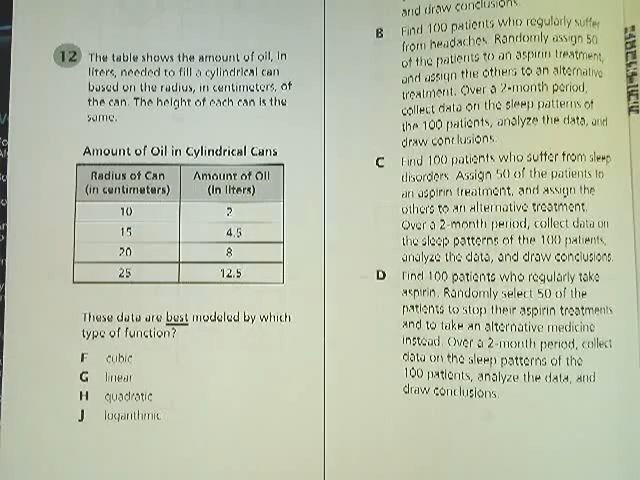 12 The table shows the amount of oil, in
liters, needed to fill a cylindrical can
based on the radius, in centimeters, of
the can. The height of each can is the
same.
Amount of Oil in Cylindrical Cans
Radius of Can (in centimeters) Amount of Oil (in liters)
10 2
15 4.5
20 8
25 12.5
These data are best modeled by which
type of function?
F cubic
G linear
H quadratic
J logarithmic
and draw conclusions.
B Find 100 patients who regularly suffer
from headaches. Randomly assign 50
of the patients to an aspirin treatment,
and assign the others to an alternative
treatment. Over a 2-month period,
collect data on the sleep patterns of
the 100 patients, analyze the data, and
draw conclusions.
C Find 100 patients who suffer from sleep
disorders. Assign 50 of the patients to
an aspirin treatment, and assign the
others to an alternative treatment.
Over a 2-month period, collect data on
the sleep patterns of the 100 patients,
analyze the data, and draw conclusions.
D Find 100 patients who regularly take
aspirin. Randomly select 50 of the
patients to stop their aspirin treatments
and to take an alternative medicine
instead. Over a 2-month period, collect
data on the sleep patterns of the
100 patients, analyze the data, and
draw conclusions.